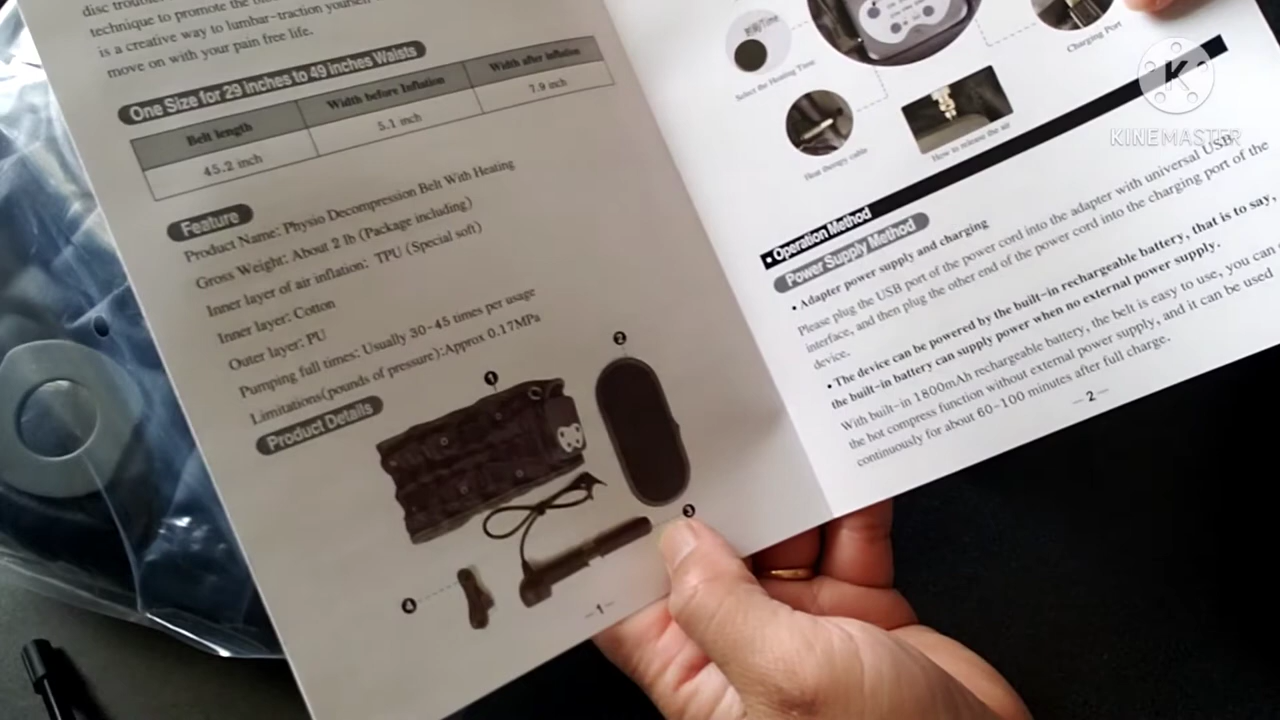 disc trou
technique to promote the
is a creative way to lumbar-traction yourself
move on with your pain free life.
One Size for 29 inches to 49 inches Waists
Belt length Width before Inflation Width after inflation
45.2 inch 5.1 inch 7.9 inch
Feature
Product Name: Physio Decompression Belt With Heating
Gross Weight: About 2 lb (Package including)
Inner layer of air inflation: TPU (Special soft)
Inner layer: Cotton
Outer layer: PU
Pumping full times: Usually 30-45 times per usage
Limitations(pounds of pressure):Approx 0.17MPa
Product Details
1
2
3
4
—1—
Time
Select the Heating Time
Charging Port
Heat therapy cable
How to release the air
KINEMASTER
• Operation Method
Power Supply Method
• Adapter power supply and charging
Please plug the USB port of the power cord into the adapter with universal USB
interface, and then plug the other end of the power cord into the charging port of the
device.
• The device can be powered by the built-in rechargeable battery, that is to say,
the built-in battery can supply power when no external power supply.
With built-in 1800mAh rechargeable battery, the belt is easy to use, you can
the hot compress function without external power supply, and it can be used
continuously for about 60-100 minutes after full charge.
—2—